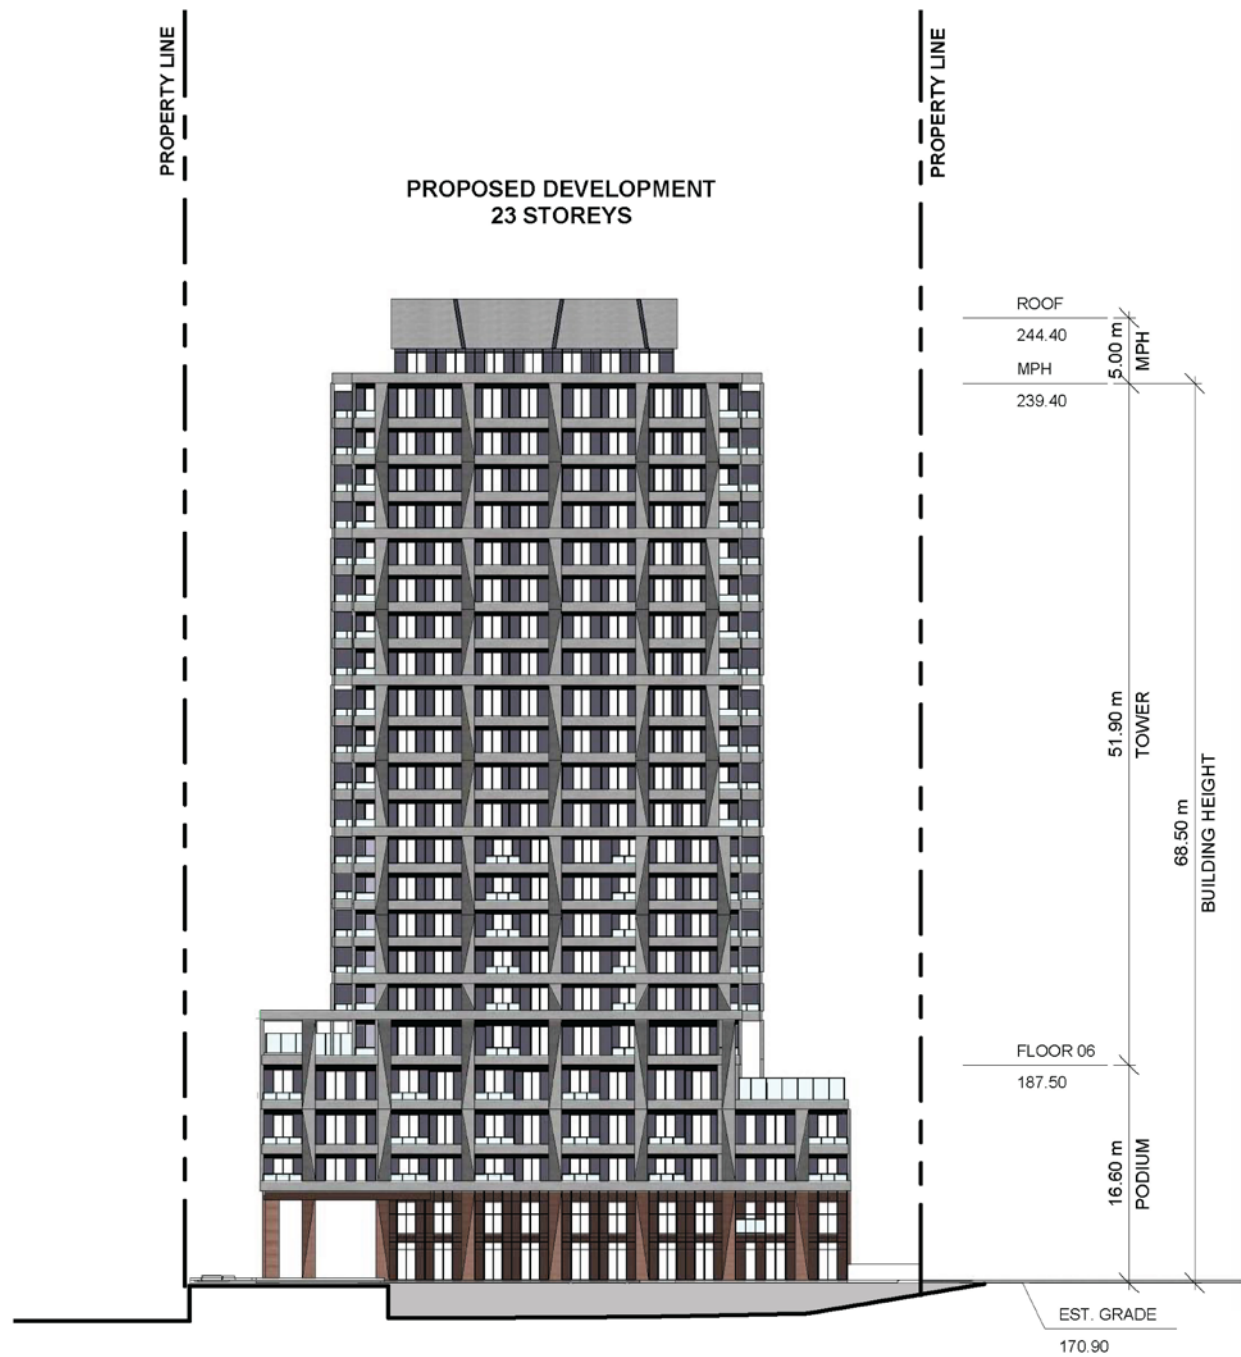 PROPERTY LINE
PROPERTY LINE
PROPOSED DEVELOPMENT
23 STOREYS
ROOF
244.40
5.00 m
MPH
MPH
239.40
51.90 m
TOWER
68.50 m
BUILDING HEIGHT
FLOOR 06
187.50
16.60 m
PODIUM
EST. GRADE
170.90